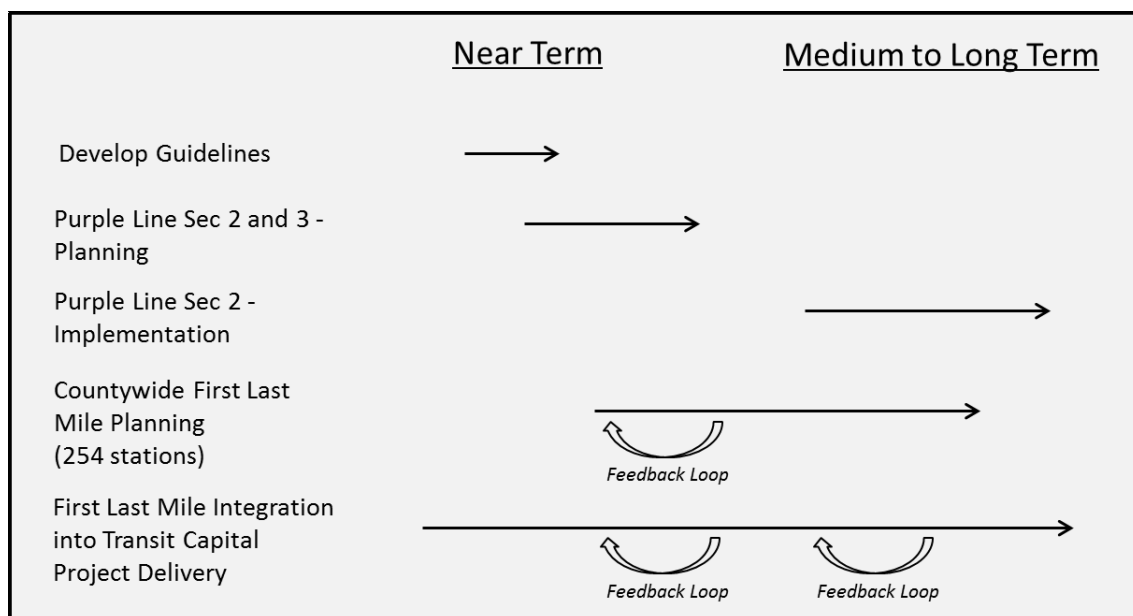 Near Term
Medium to Long Term
Develop Guidelines
Purple Line Sec 2 and 3 -
Planning
Purple Line Sec 2 -
Implementation
Countywide First Last
Mile Planning
(254 stations)
Feedback Loop
First Last Mile Integration
into Transit Capital
Project Delivery
Feedback Loop
Feedback Loop